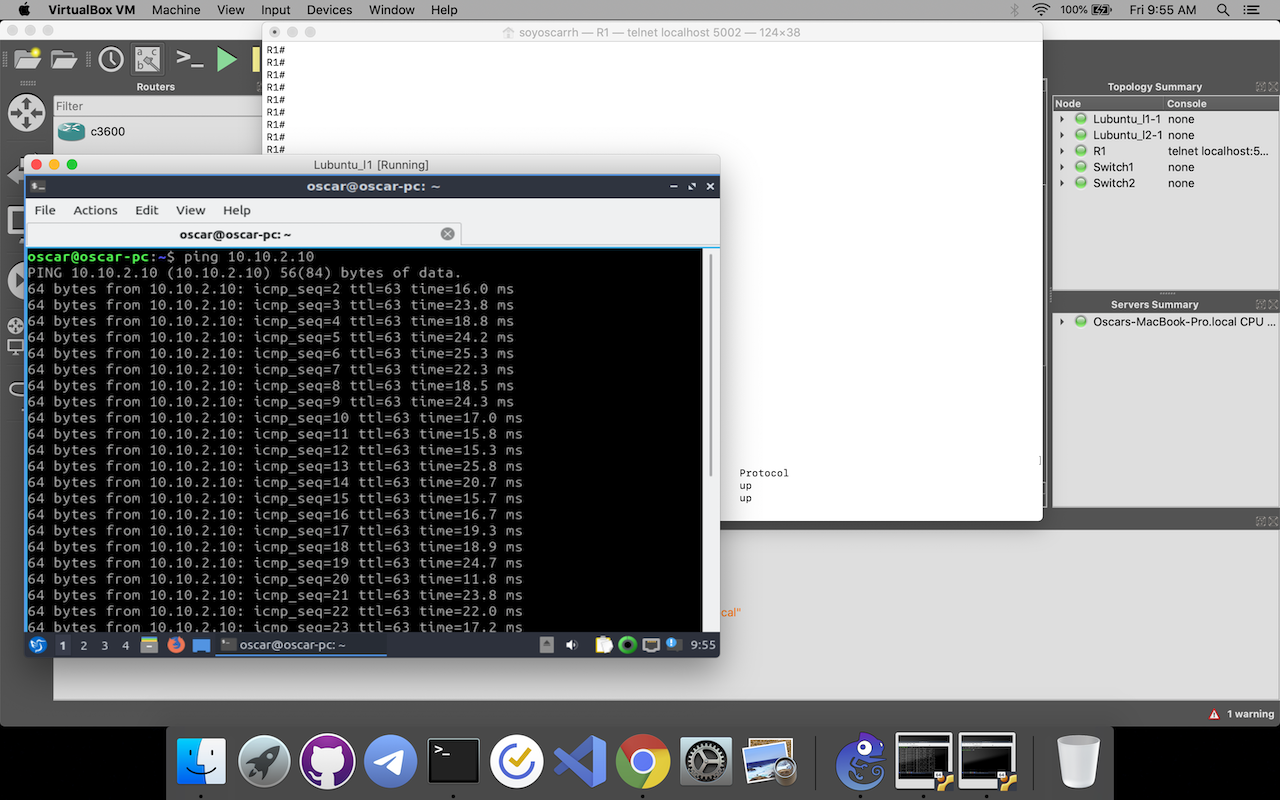 VirtualBox VM Machine View Input Devices Window Help 100% Fri 9:55 AM
soyoscarrh — R1 — telnet localhost 5002 — 124×38
R1#
R1#
R1#
R1#
R1#
R1#
R1#
R1#
R1#
Routers
Filter
c3600
Topology Summary
Node Console
Lubuntu_l1-1 none
Lubuntu_l2-1 none
R1 telnet localhost:5...
Switch1 none
Switch2 none
Servers Summary
Oscars-MacBook-Pro.local CPU ...
Lubuntu_l1 [Running]
oscar@oscar-pc: ~
File Actions Edit View Help
oscar@oscar-pc: ~
oscar@oscar-pc:~$ ping 10.10.2.10
PING 10.10.2.10 (10.10.2.10) 56(84) bytes of data.
64 bytes from 10.10.2.10: icmp_seq=2 ttl=63 time=16.0 ms
64 bytes from 10.10.2.10: icmp_seq=3 ttl=63 time=23.8 ms
64 bytes from 10.10.2.10: icmp_seq=4 ttl=63 time=18.8 ms
64 bytes from 10.10.2.10: icmp_seq=5 ttl=63 time=24.2 ms
64 bytes from 10.10.2.10: icmp_seq=6 ttl=63 time=25.3 ms
64 bytes from 10.10.2.10: icmp_seq=7 ttl=63 time=22.3 ms
64 bytes from 10.10.2.10: icmp_seq=8 ttl=63 time=18.5 ms
64 bytes from 10.10.2.10: icmp_seq=9 ttl=63 time=24.3 ms
64 bytes from 10.10.2.10: icmp_seq=10 ttl=63 time=17.0 ms
64 bytes from 10.10.2.10: icmp_seq=11 ttl=63 time=15.8 ms
64 bytes from 10.10.2.10: icmp_seq=12 ttl=63 time=15.3 ms
64 bytes from 10.10.2.10: icmp_seq=13 ttl=63 time=25.8 ms
64 bytes from 10.10.2.10: icmp_seq=14 ttl=63 time=20.7 ms
64 bytes from 10.10.2.10: icmp_seq=15 ttl=63 time=15.7 ms
64 bytes from 10.10.2.10: icmp_seq=16 ttl=63 time=16.7 ms
64 bytes from 10.10.2.10: icmp_seq=17 ttl=63 time=19.3 ms
64 bytes from 10.10.2.10: icmp_seq=18 ttl=63 time=18.9 ms
64 bytes from 10.10.2.10: icmp_seq=19 ttl=63 time=24.7 ms
64 bytes from 10.10.2.10: icmp_seq=20 ttl=63 time=11.8 ms
64 bytes from 10.10.2.10: icmp_seq=21 ttl=63 time=23.8 ms
64 bytes from 10.10.2.10: icmp_seq=22 ttl=63 time=22.0 ms
64 bytes from 10.10.2.10: icmp_seq=23 ttl=63 time=17.2 ms
1 2 3 4 oscar@oscar-pc: ~ 9:55
Protocol
up
up
cal"
1 warning